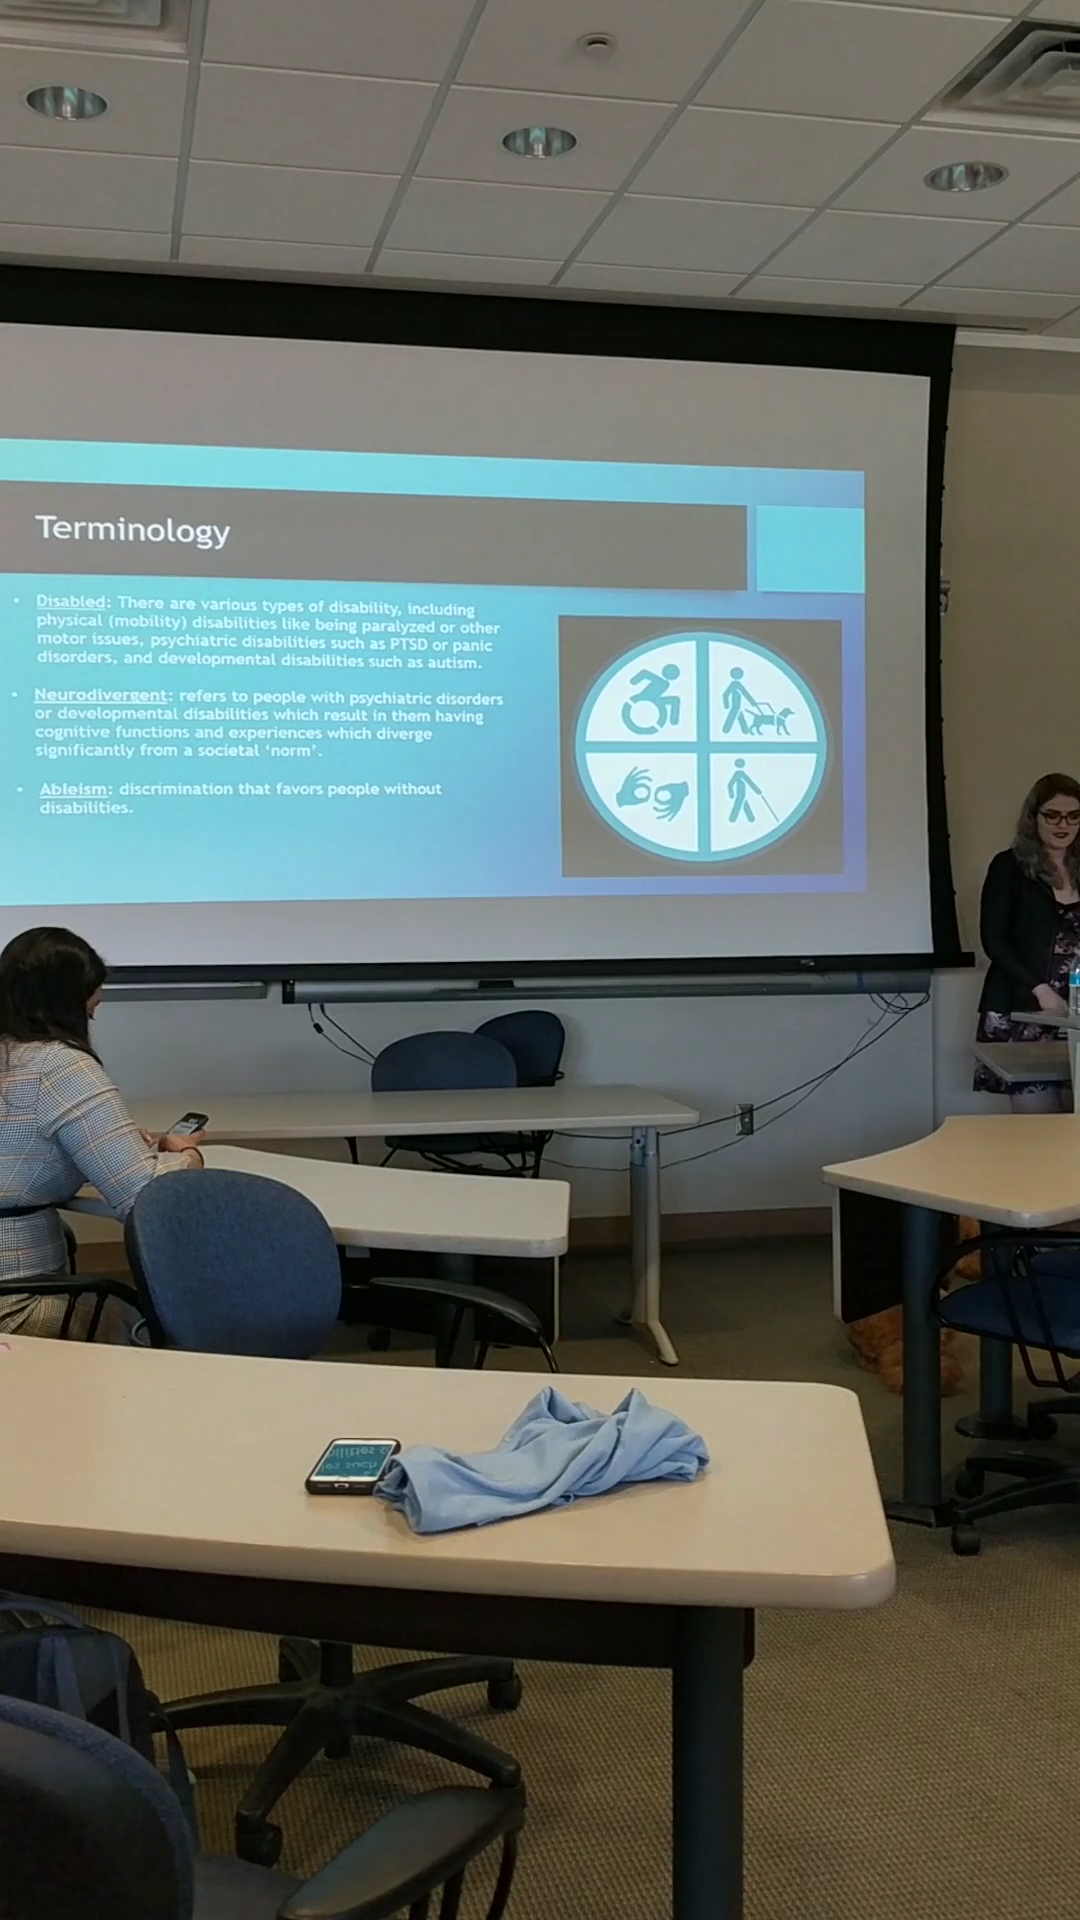 Terminology
• Disabled: There are various types of disability, including
physical (mobility) disabilities like being paralyzed or other
motor issues, psychiatric disabilities such as PTSD or panic
disorders, and developmental disabilities such as autism.
• Neurodivergent: refers to people with psychiatric disorders
or developmental disabilities which result in them having
cognitive functions and experiences which diverge
significantly from a societal ‘norm’.
• Ableism: discrimination that favors people without
disabilities.